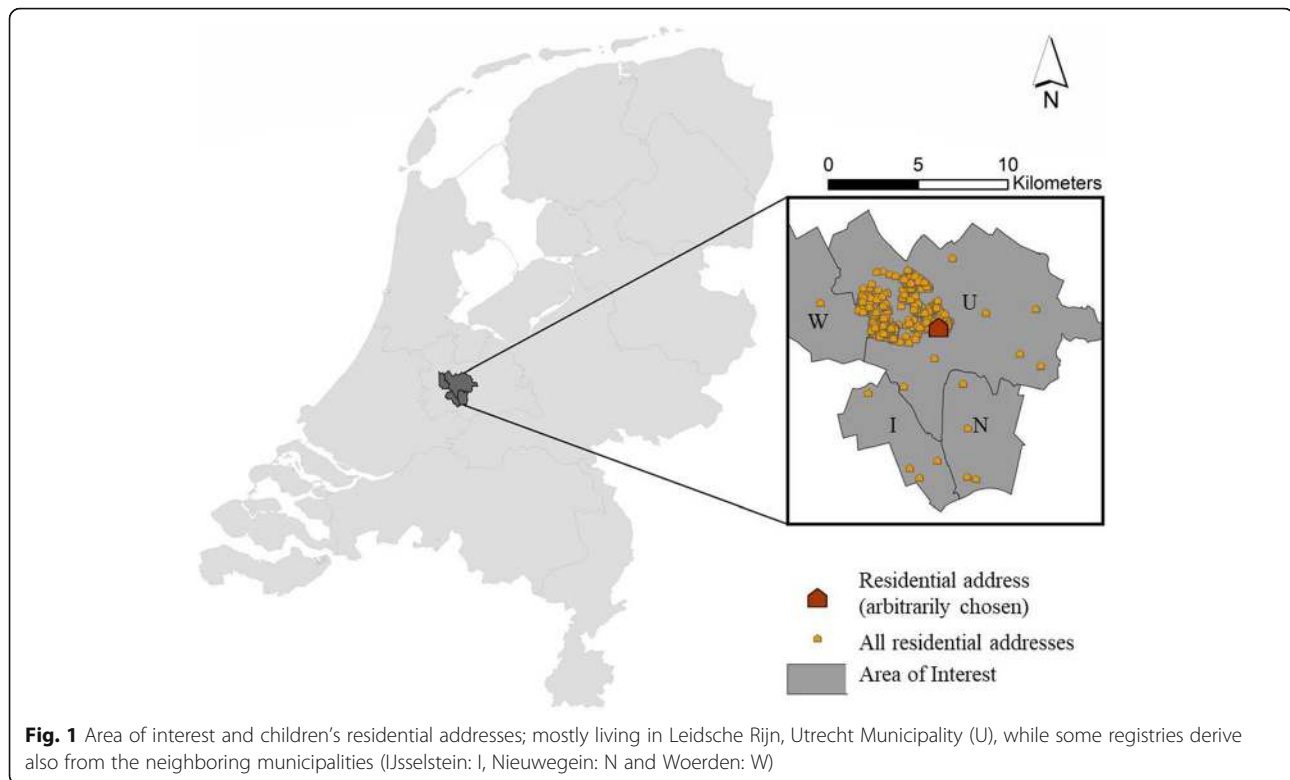 N
0 5 10
Kilometers
U
W
I
N
Residential address
(arbitrarily chosen)
All residential addresses
Area of Interest
Fig. 1 Area of interest and children's residential addresses; mostly living in Leidsche Rijn, Utrecht Municipality (U), while some registries derive
also from the neighboring municipalities (IJsselstein: I, Nieuwegein: N and Woerden: W)